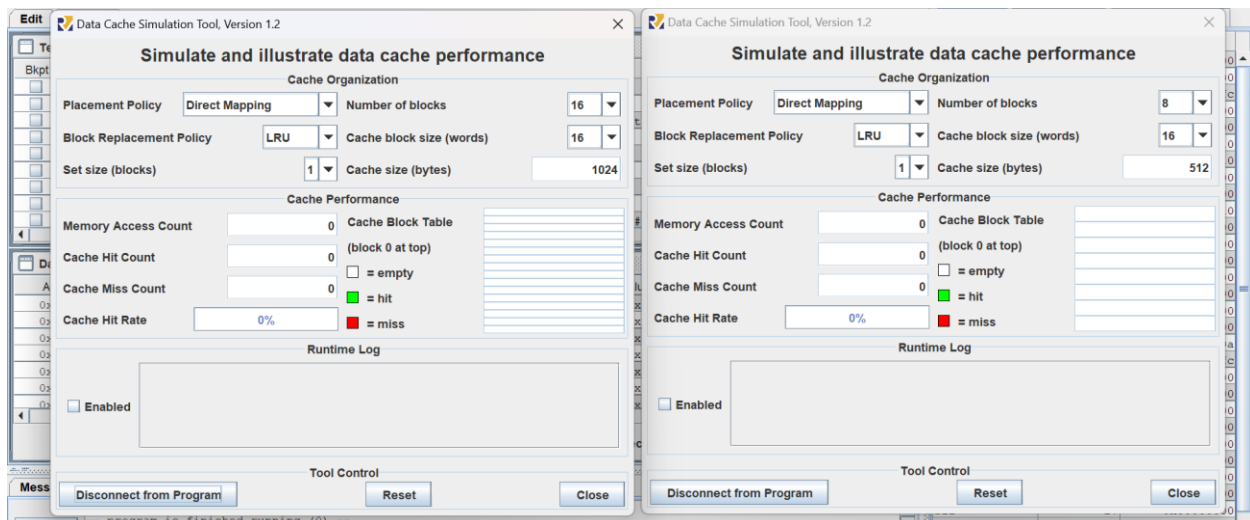 Edit
Data Cache Simulation Tool, Version 1.2
Simulate and illustrate data cache performance
Cache Organization
Placement Policy Direct Mapping Number of blocks 16
Block Replacement Policy LRU Cache block size (words) 16
Set size (blocks) 1 Cache size (bytes) 1024
Cache Performance
Memory Access Count 0 Cache Block Table
(block 0 at top)
Cache Hit Count 0
= empty
Cache Miss Count 0
= hit
Cache Hit Rate 0%
= miss
Runtime Log
Enabled
Tool Control
Disconnect from Program Reset Close
Data Cache Simulation Tool, Version 1.2
Simulate and illustrate data cache performance
Cache Organization
Placement Policy Direct Mapping Number of blocks 8
Block Replacement Policy LRU Cache block size (words) 16
Set size (blocks) 1 Cache size (bytes) 512
Cache Performance
Memory Access Count 0 Cache Block Table
(block 0 at top)
Cache Hit Count 0
= empty
Cache Miss Count 0
= hit
Cache Hit Rate 0%
= miss
Runtime Log
Enabled
Tool Control
Disconnect from Program Reset Close
Bkpt
Mess
program is finished running (0)